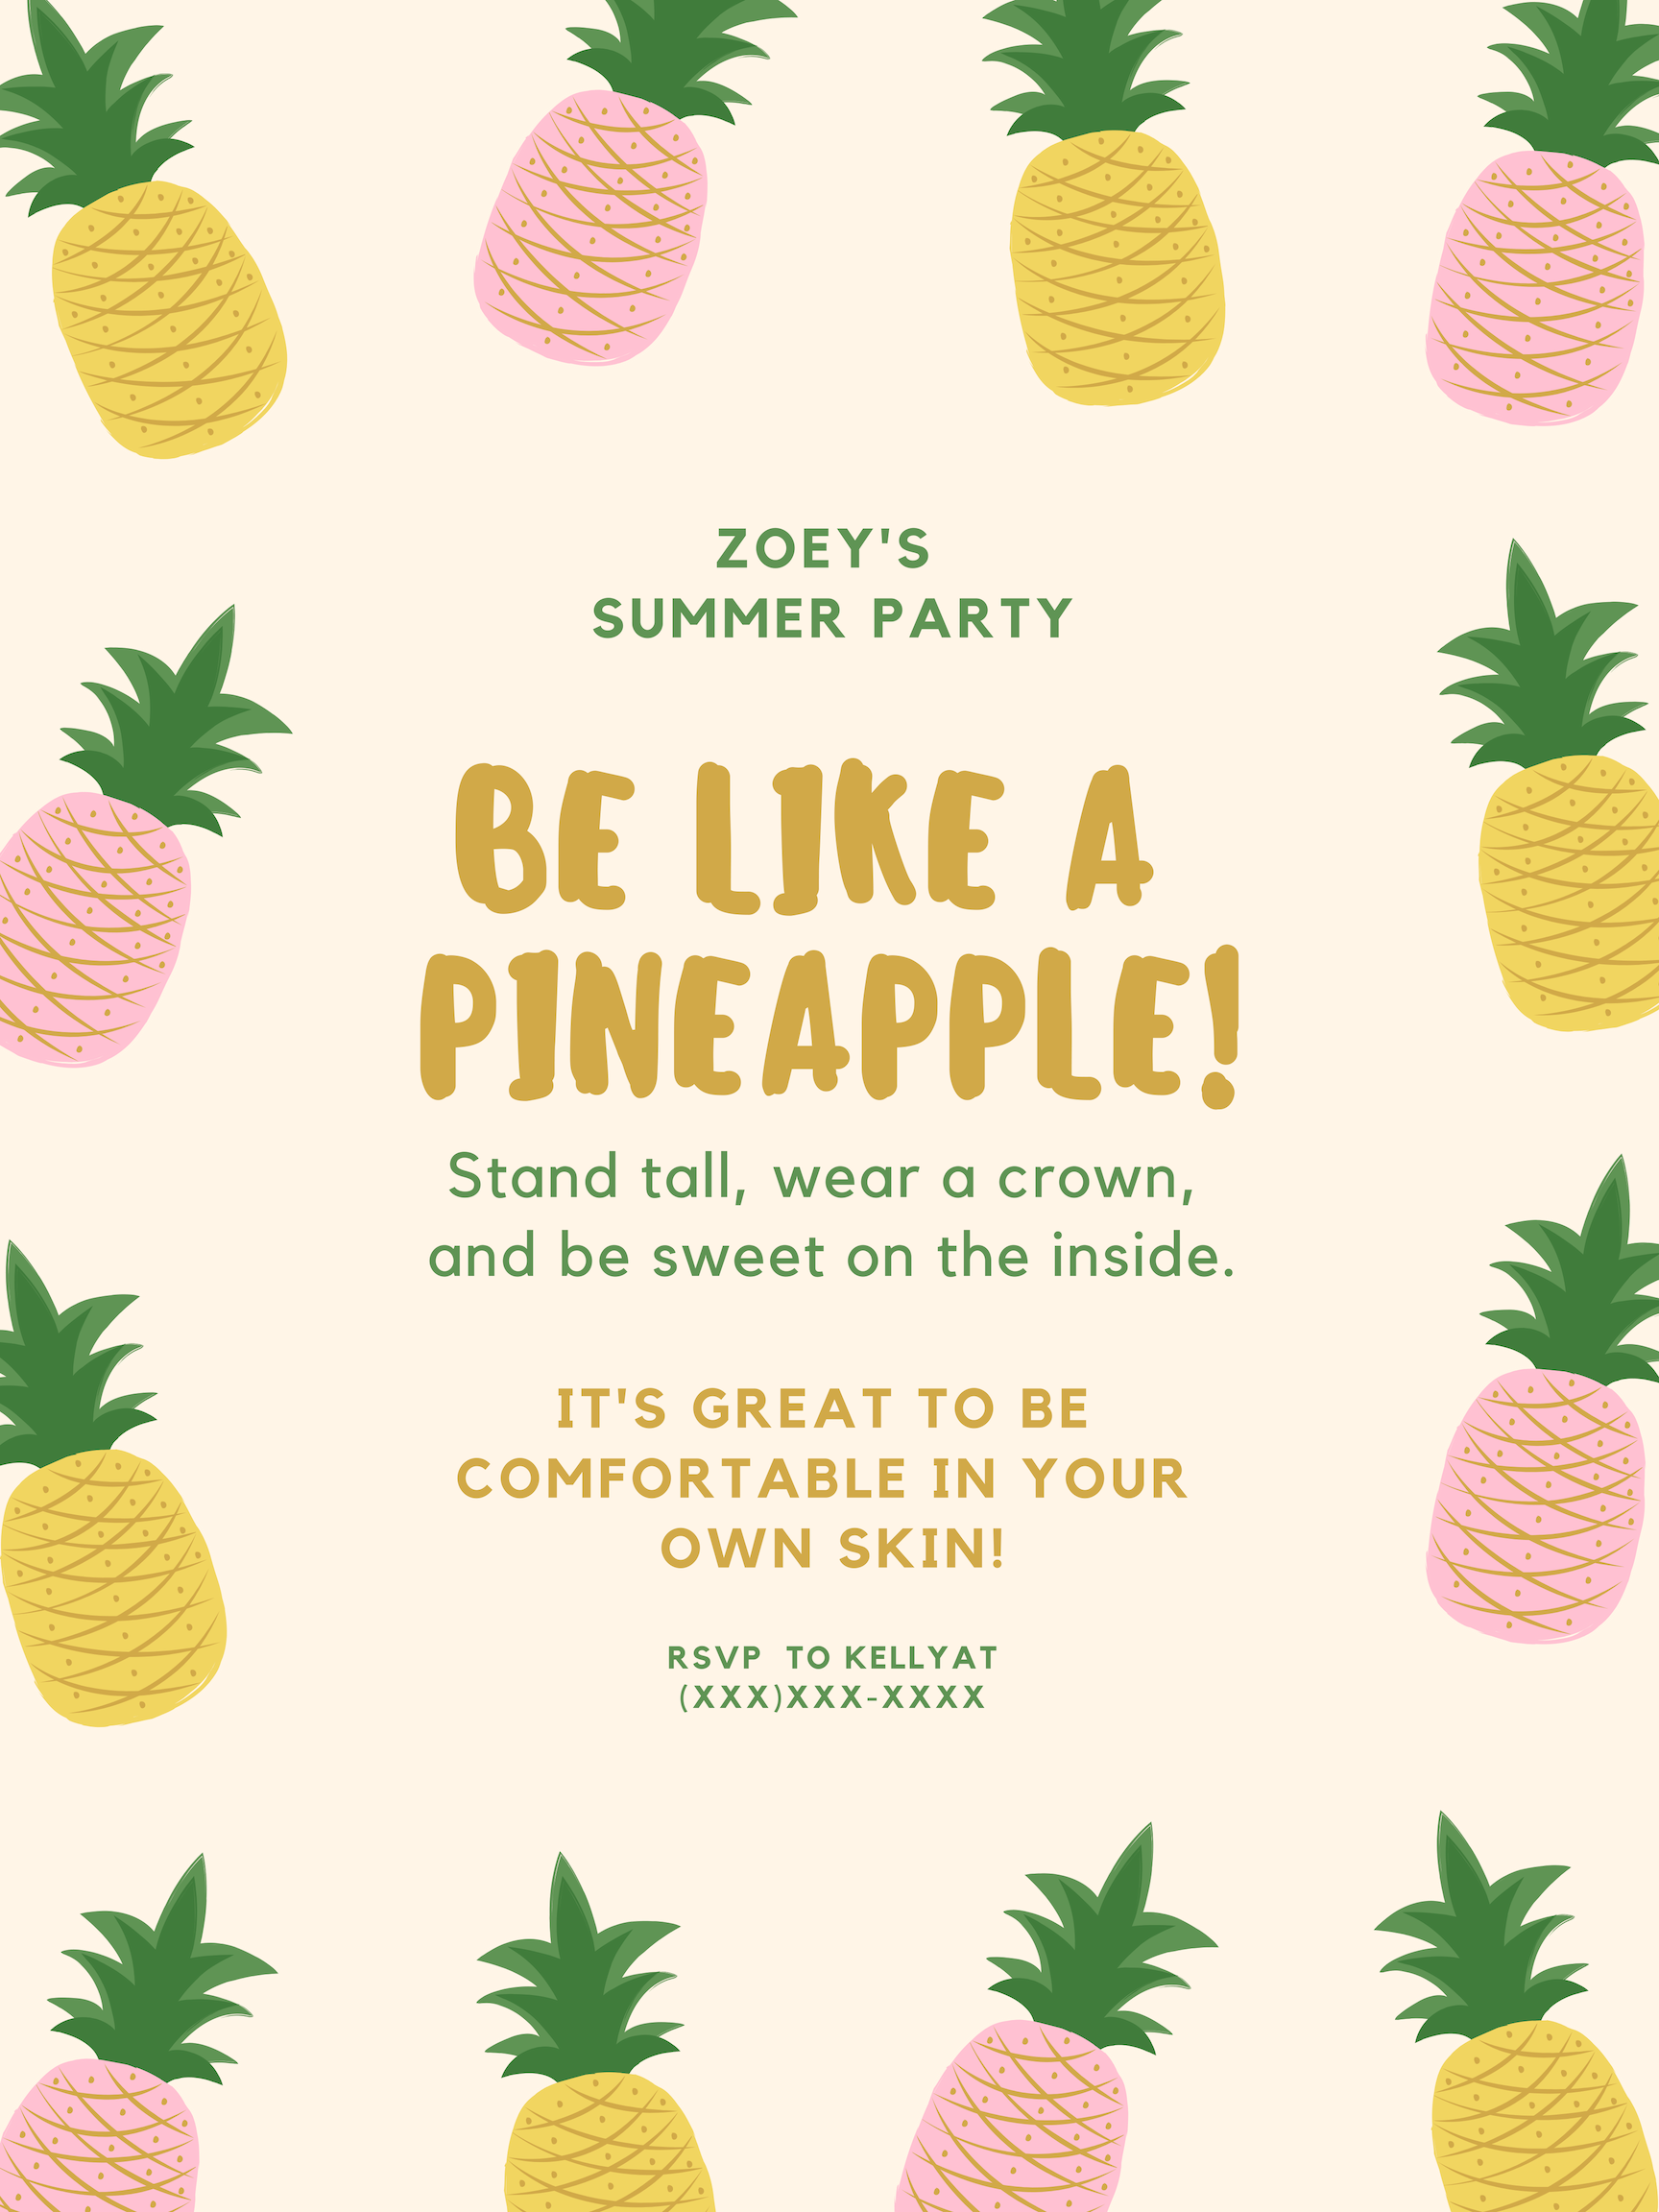 ZOEY'S
SUMMER PARTY
BE LIKE A
PINEAPPLE!
Stand tall, wear a crown,
and be sweet on the inside.
IT'S GREAT TO BE
COMFORTABLE IN YOUR
OWN SKIN!
RSVP TO KELLYAT
(XXX)XXX-XXXX